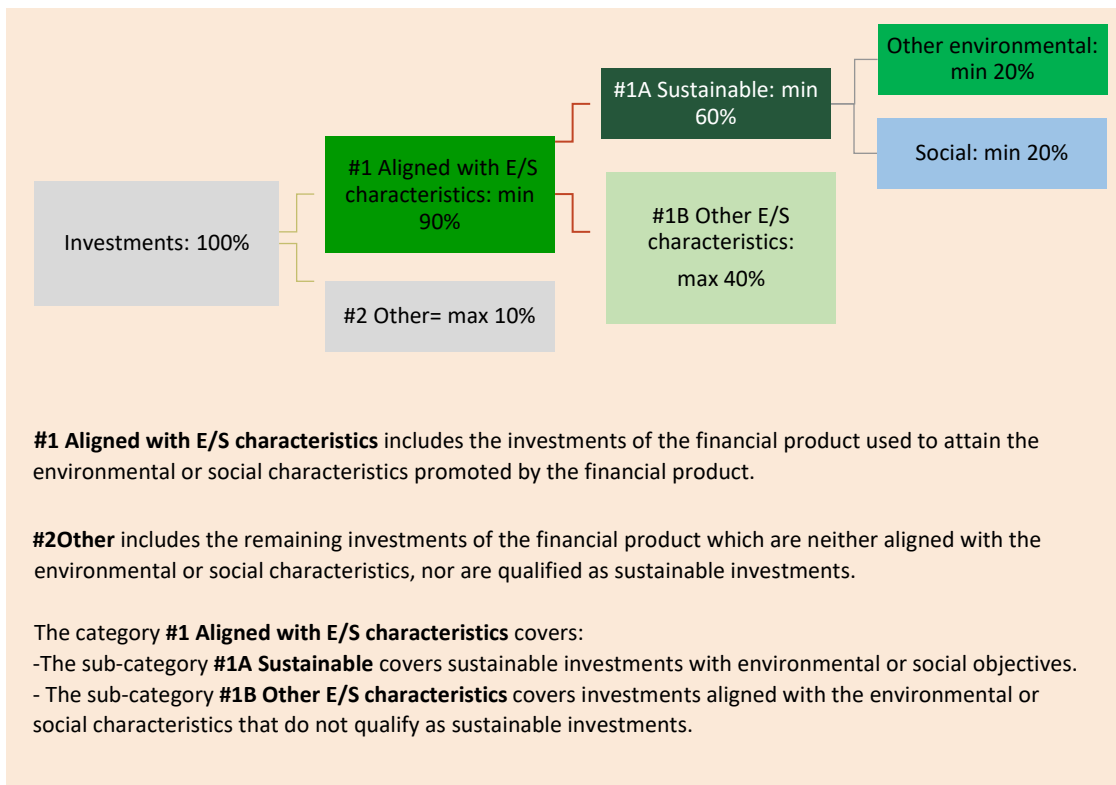 Investments: 100%
#1 Aligned with E/S
characteristics: min
90%
#2 Other= max 10%
#1A Sustainable: min
60%
#1B Other E/S
characteristics:
max 40%
Other environmental:
min 20%
Social: min 20%
#1 Aligned with E/S characteristics includes the investments of the financial product used to attain the
environmental or social characteristics promoted by the financial product.
#2Other includes the remaining investments of the financial product which are neither aligned with the
environmental or social characteristics, nor are qualified as sustainable investments.
The category #1 Aligned with E/S characteristics covers:
-The sub-category #1A Sustainable covers sustainable investments with environmental or social objectives.
- The sub-category #1B Other E/S characteristics covers investments aligned with the environmental or
social characteristics that do not qualify as sustainable investments.